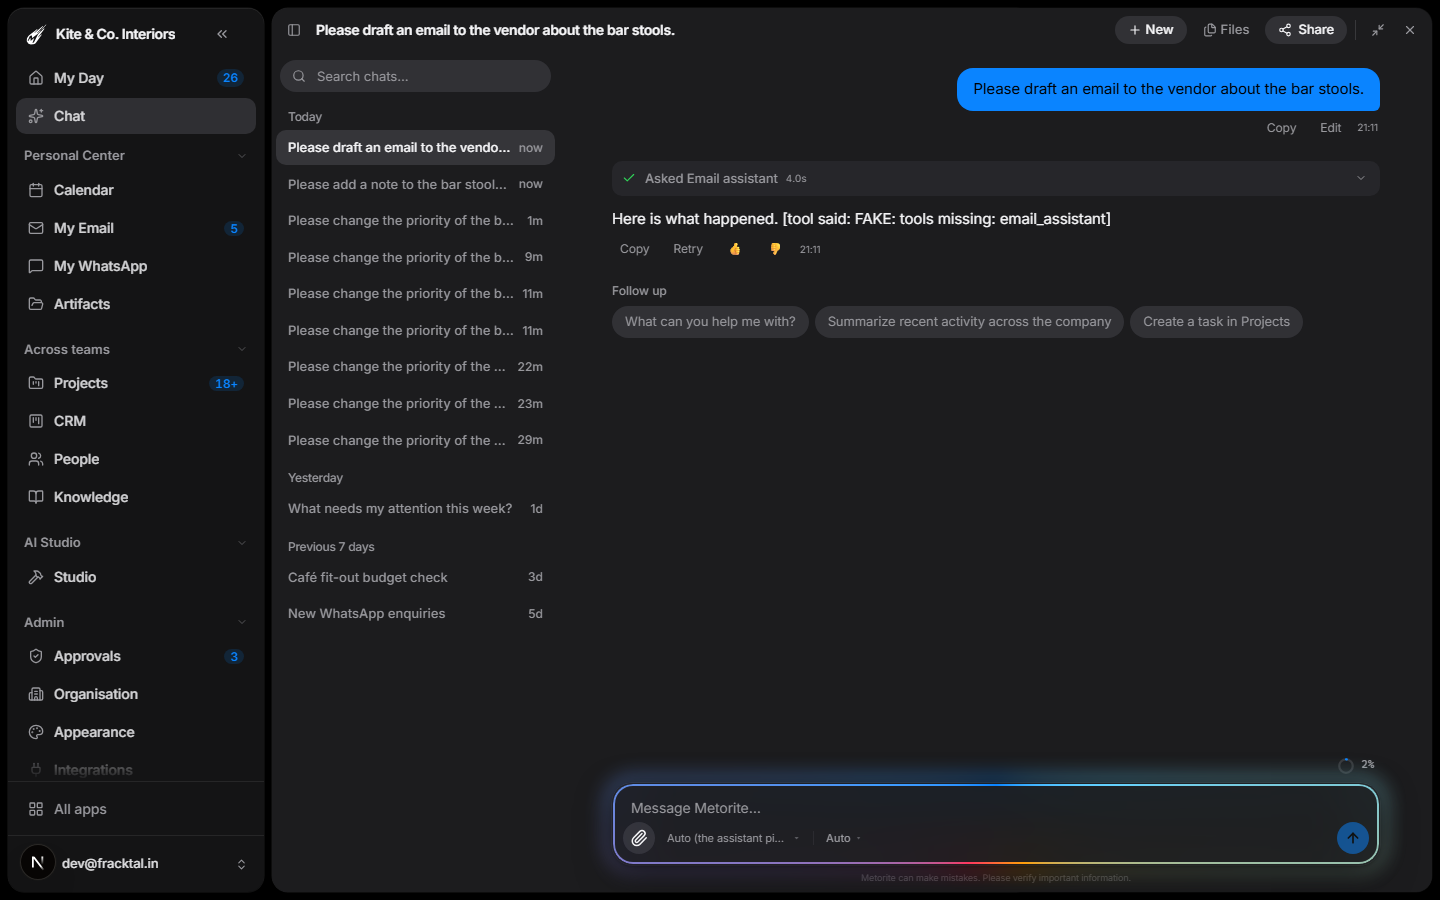 Kite & Co. Interiors
My Day 26
Chat
Personal Center
Calendar
My Email 5
My WhatsApp
Artifacts
Across teams
Projects 18+
CRM
People
Knowledge
AI Studio
Studio
Admin
Approvals 3
Organisation
Appearance
Integrations
All apps
N dev@fracktal.in
Please draft an email to the vendor about the bar stools.
New Files Share
Search chats...
Today
Please draft an email to the vendo... now
Please add a note to the bar stool... now
Please change the priority of the b... 1m
Please change the priority of the b... 9m
Please change the priority of the b... 11m
Please change the priority of the b... 11m
Please change the priority of the ... 22m
Please change the priority of the ... 23m
Please change the priority of the ... 29m
Yesterday
What needs my attention this week? 1d
Previous 7 days
Café fit-out budget check 3d
New WhatsApp enquiries 5d
Please draft an email to the vendor about the bar stools.
Copy Edit 21:11
Asked Email assistant 4.0s
Here is what happened. [tool said: FAKE: tools missing: email_assistant]
Copy Retry 👍 👎 21:11
Follow up
What can you help me with? Summarize recent activity across the company Create a task in Projects
2%
Message Metorite...
Auto (the assistant pi... Auto
Metorite can make mistakes. Please verify important information.